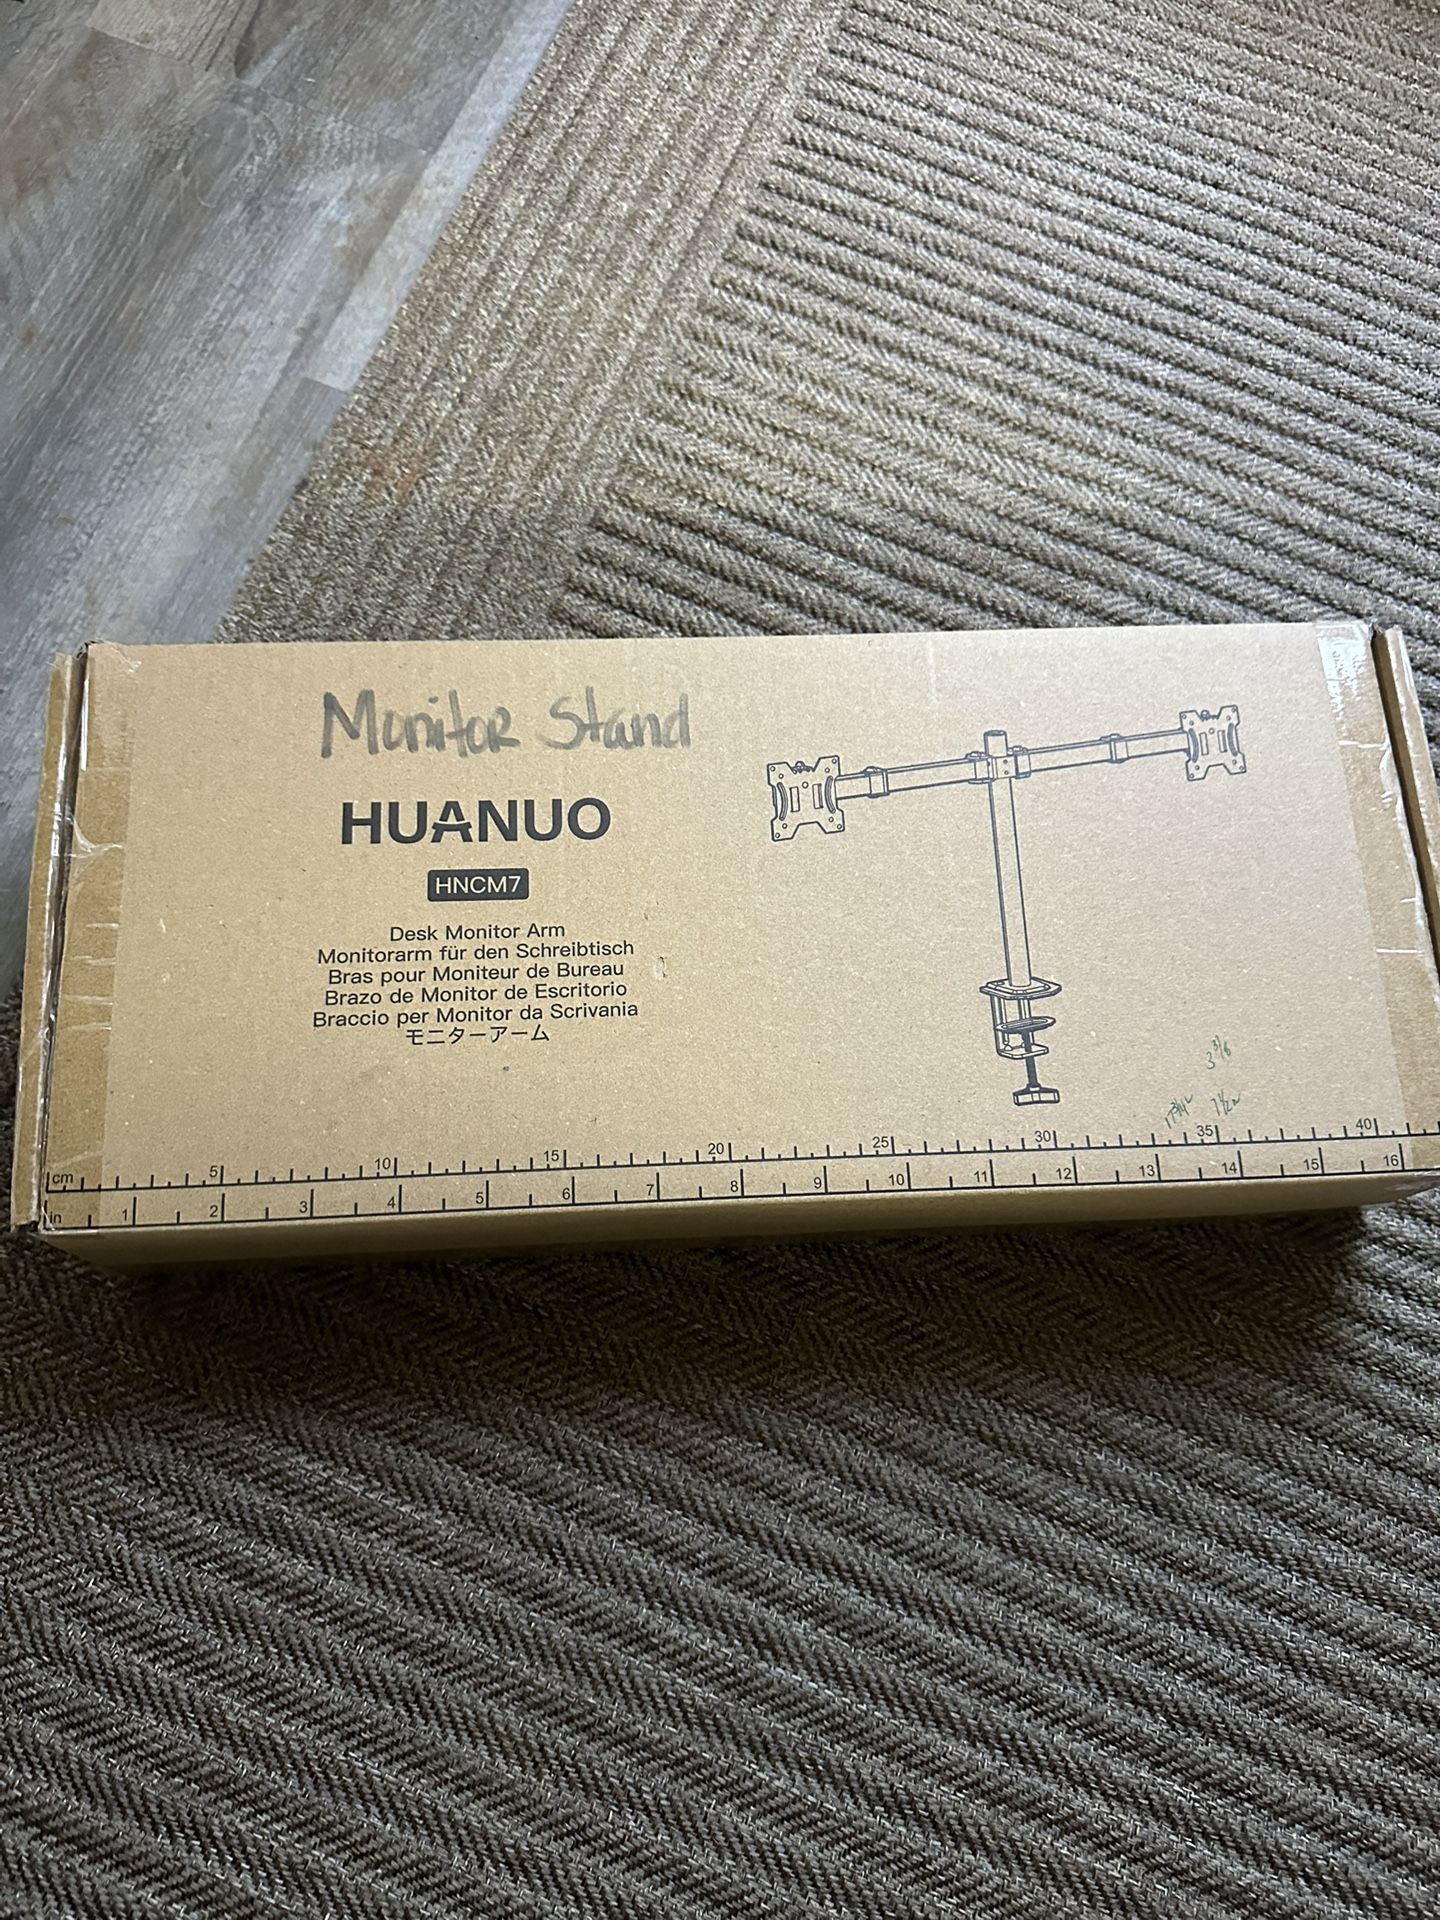 Monitor Stand
HUANUO
HNCM7
Desk Monitor Arm
Monitorarm für den Schreibtisch
Bras pour Moniteur de Bureau
Brazo de Monitor de Escritorio
Braccio per Monitor da Scrivania
モニターアーム
3 3/8
cm 5 10 15 20 25 30 35 40
in 1 2 3 4 5 6 7 8 9 10 11 12 13 14 15 16